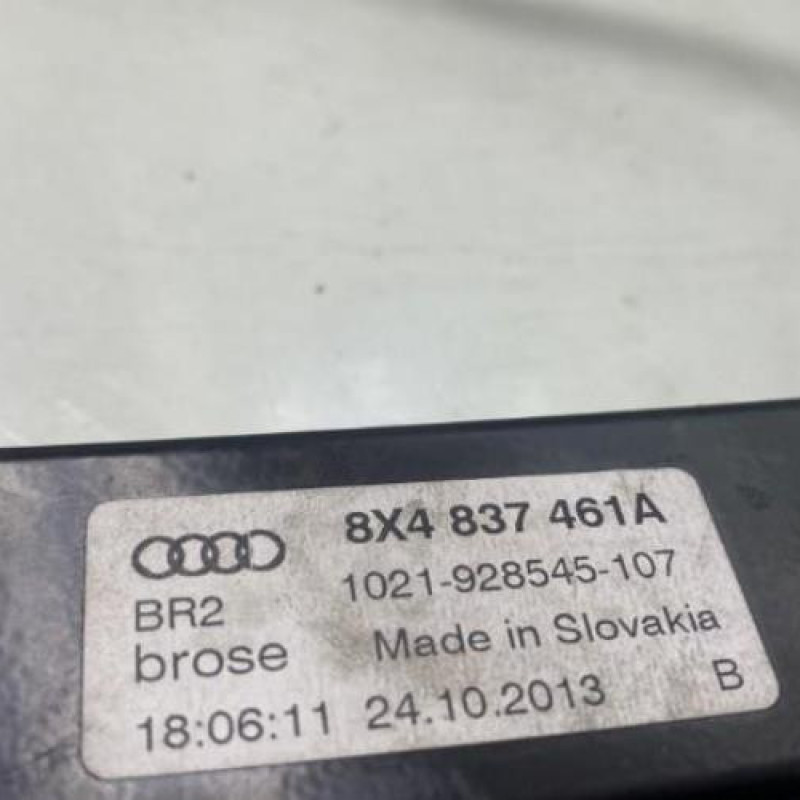 8X4 837 461A
BR2 1021-928545-107
brose Made in Slovakia
18:06:11 24.10.2013 B